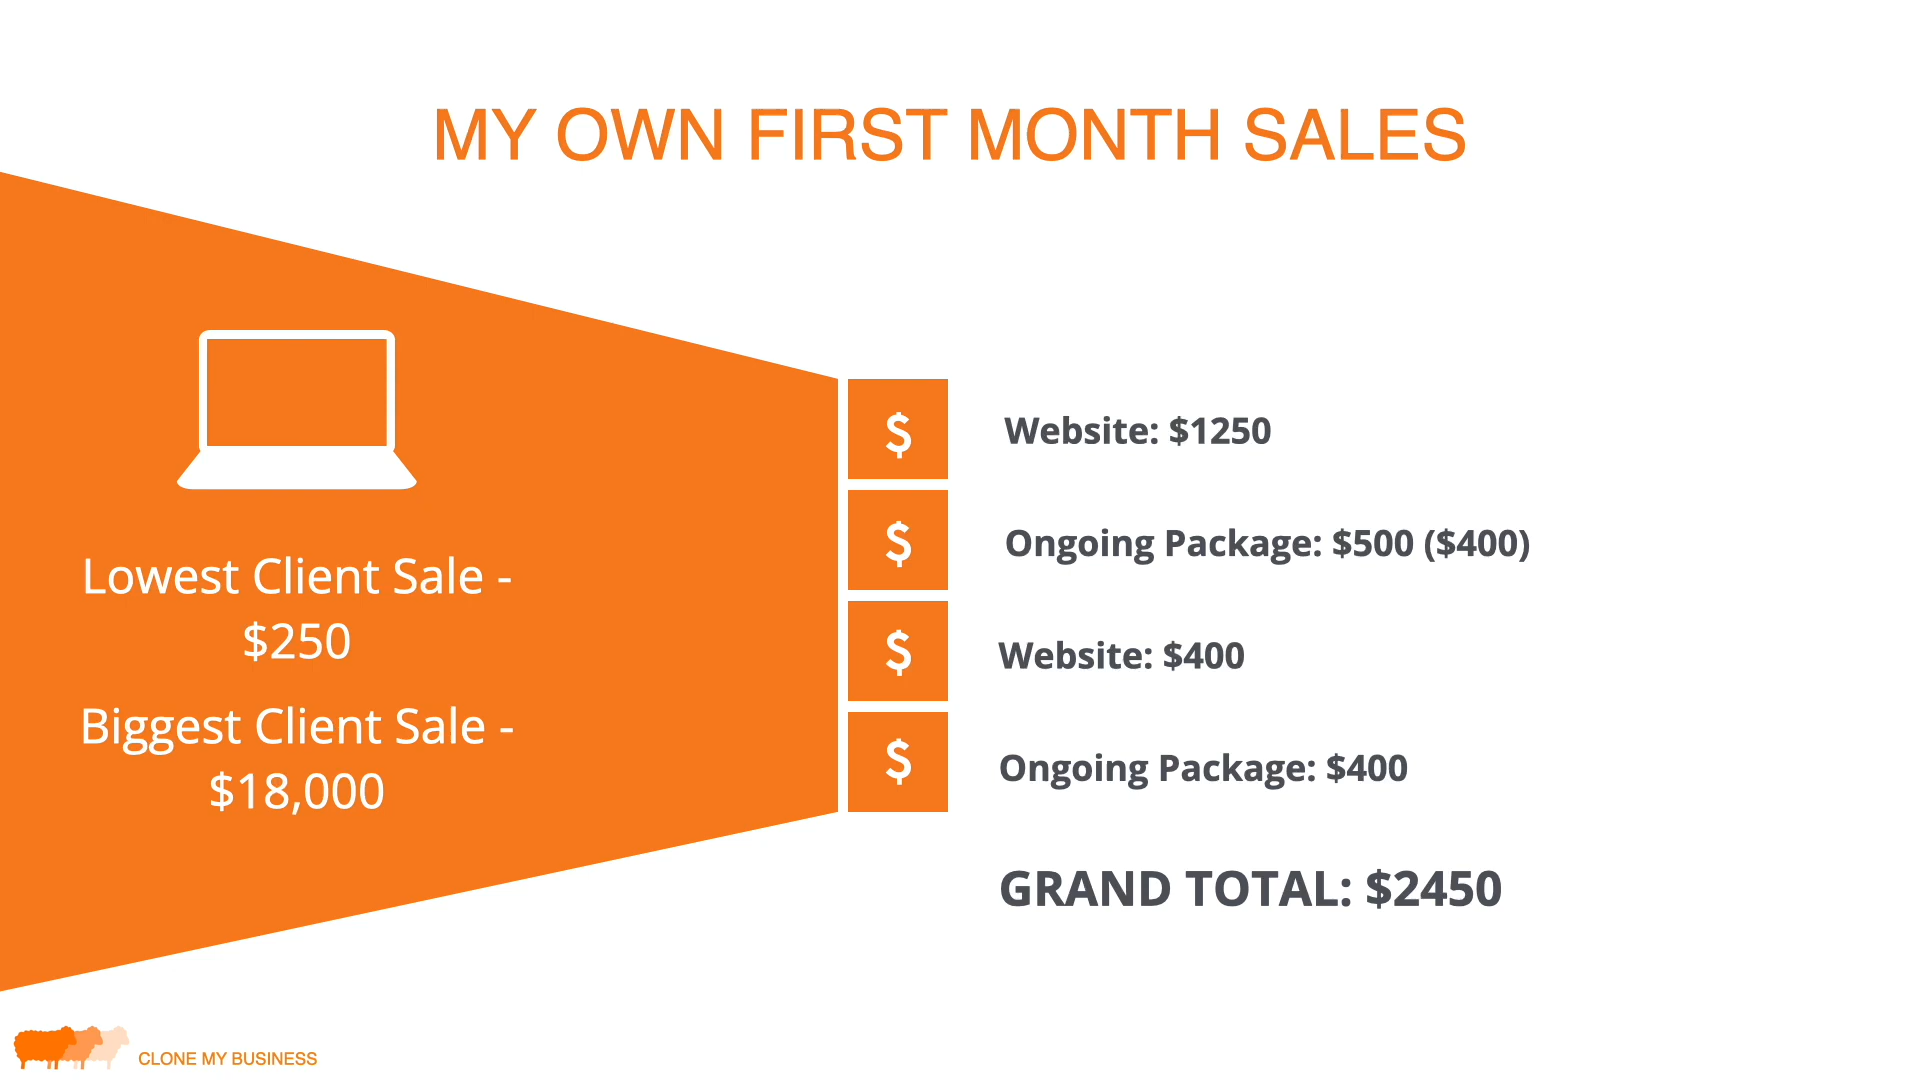 MY OWN FIRST MONTH SALES
Lowest Client Sale -
$250
Biggest Client Sale -
$18,000
$
Website: $1250
$
Ongoing Package: $500 ($400)
$
Website: $400
$
Ongoing Package: $400
GRAND TOTAL: $2450
CLONE MY BUSINESS